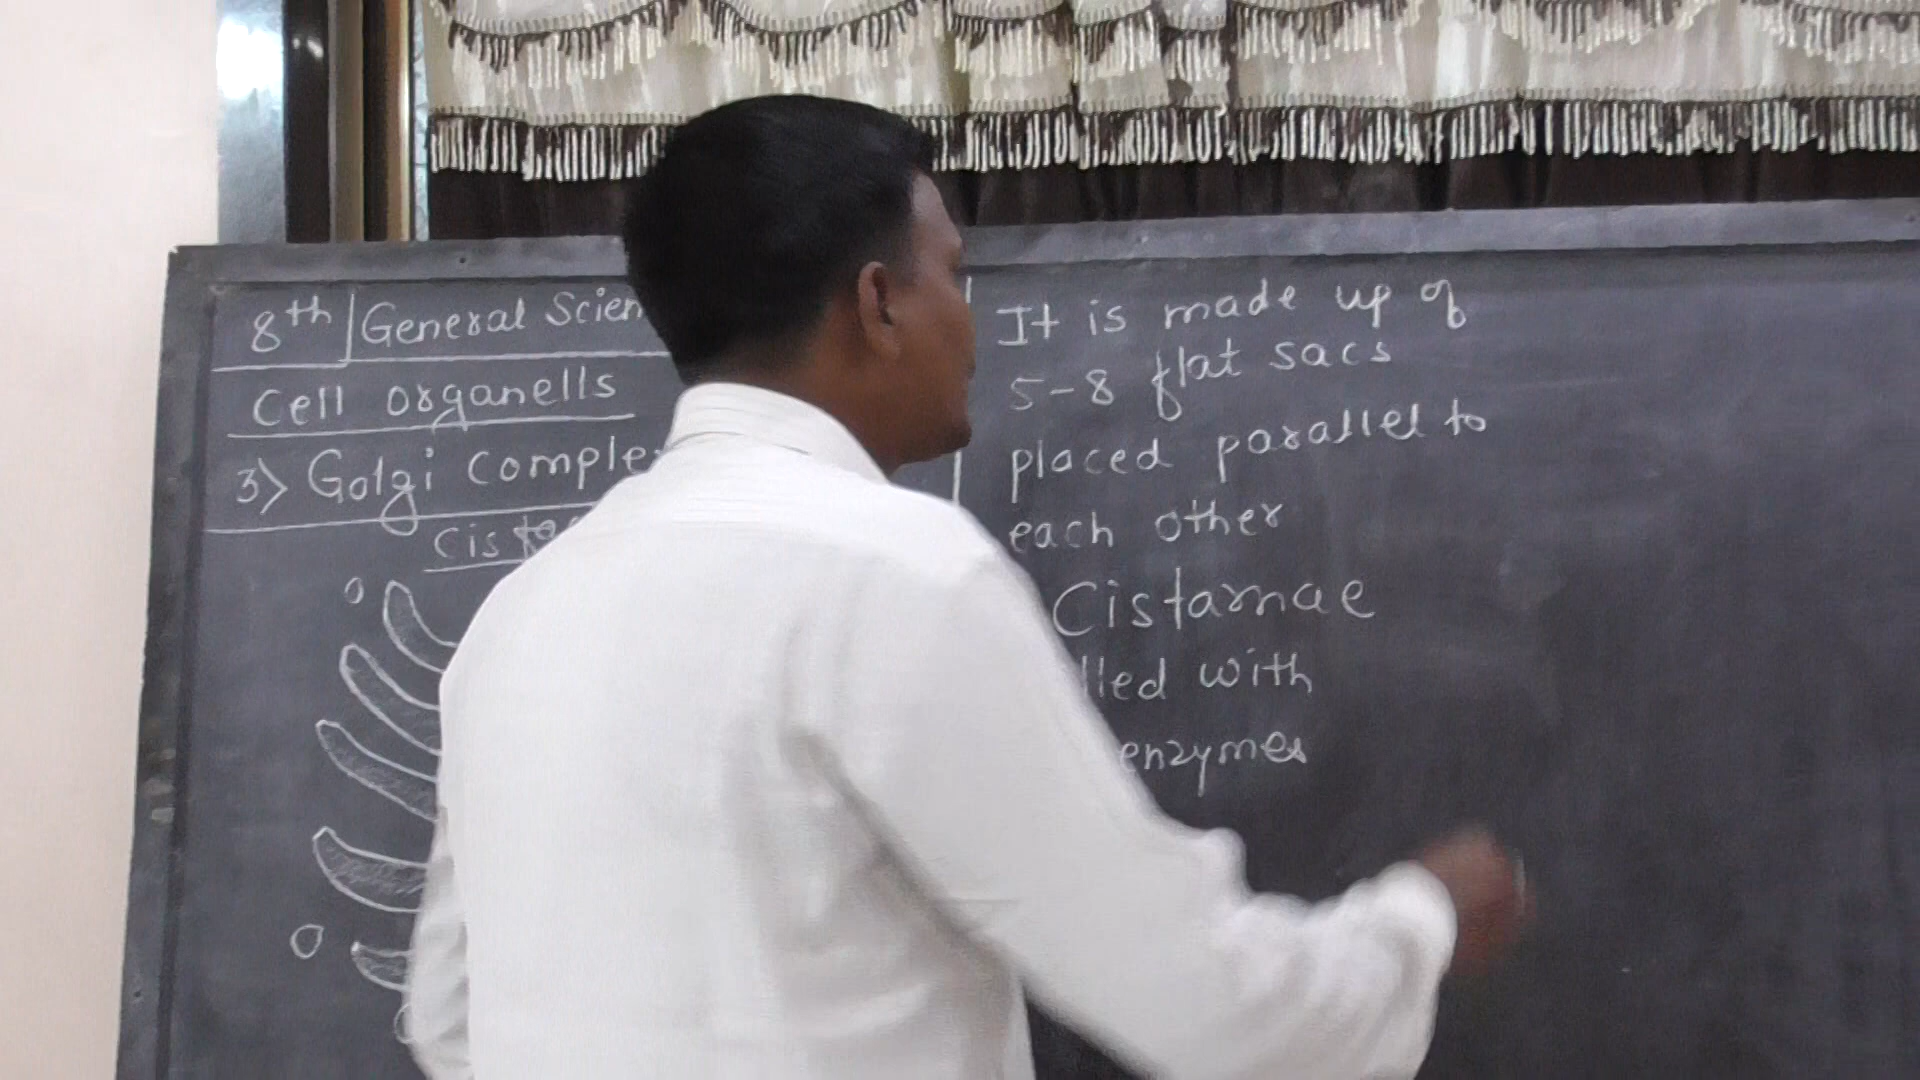 8th General Scien
Cell organells
3) Golgi Comple
Cis
It is made up of
5-8 flat sacs
placed parallel to
each other
Cistarnae
lled with
enzymes